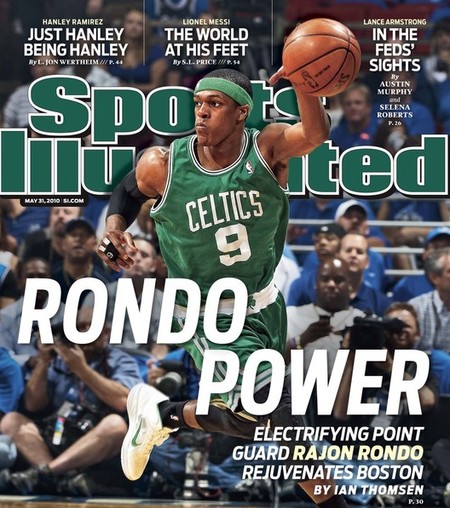 HANLEY RAMIREZ
JUST HANLEY
BEING HANLEY
By L. JON WERTHEIM /// P. 44
LIONEL MESSI
THE WORLD
AT HIS FEET
By S.L. PRICE /// P. 54
LANCE ARMSTRONG
IN THE
FEDS'
SIGHTS
By
AUSTIN
MURPHY
and
SELENA
ROBERTS
P. 26
Sports
Illustrated
MAY 31, 2010 | SI.COM
CELTICS
9
RONDO
POWER
ELECTRIFYING POINT
GUARD RAJON RONDO
REJUVENATES BOSTON
BY IAN THOMSEN
P. 30